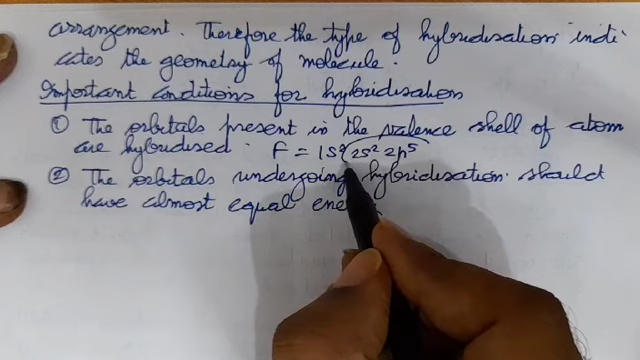 arrangement. Therefore the type of hybridisation indi
cates the geometry of molecule.
Important conditions for hybridisation
① The orbitals present in the valence shell of atom
are hybridised. F = 1s² 2s² 2p⁵
② The orbitals undergoing hybridisation should
have almost equal